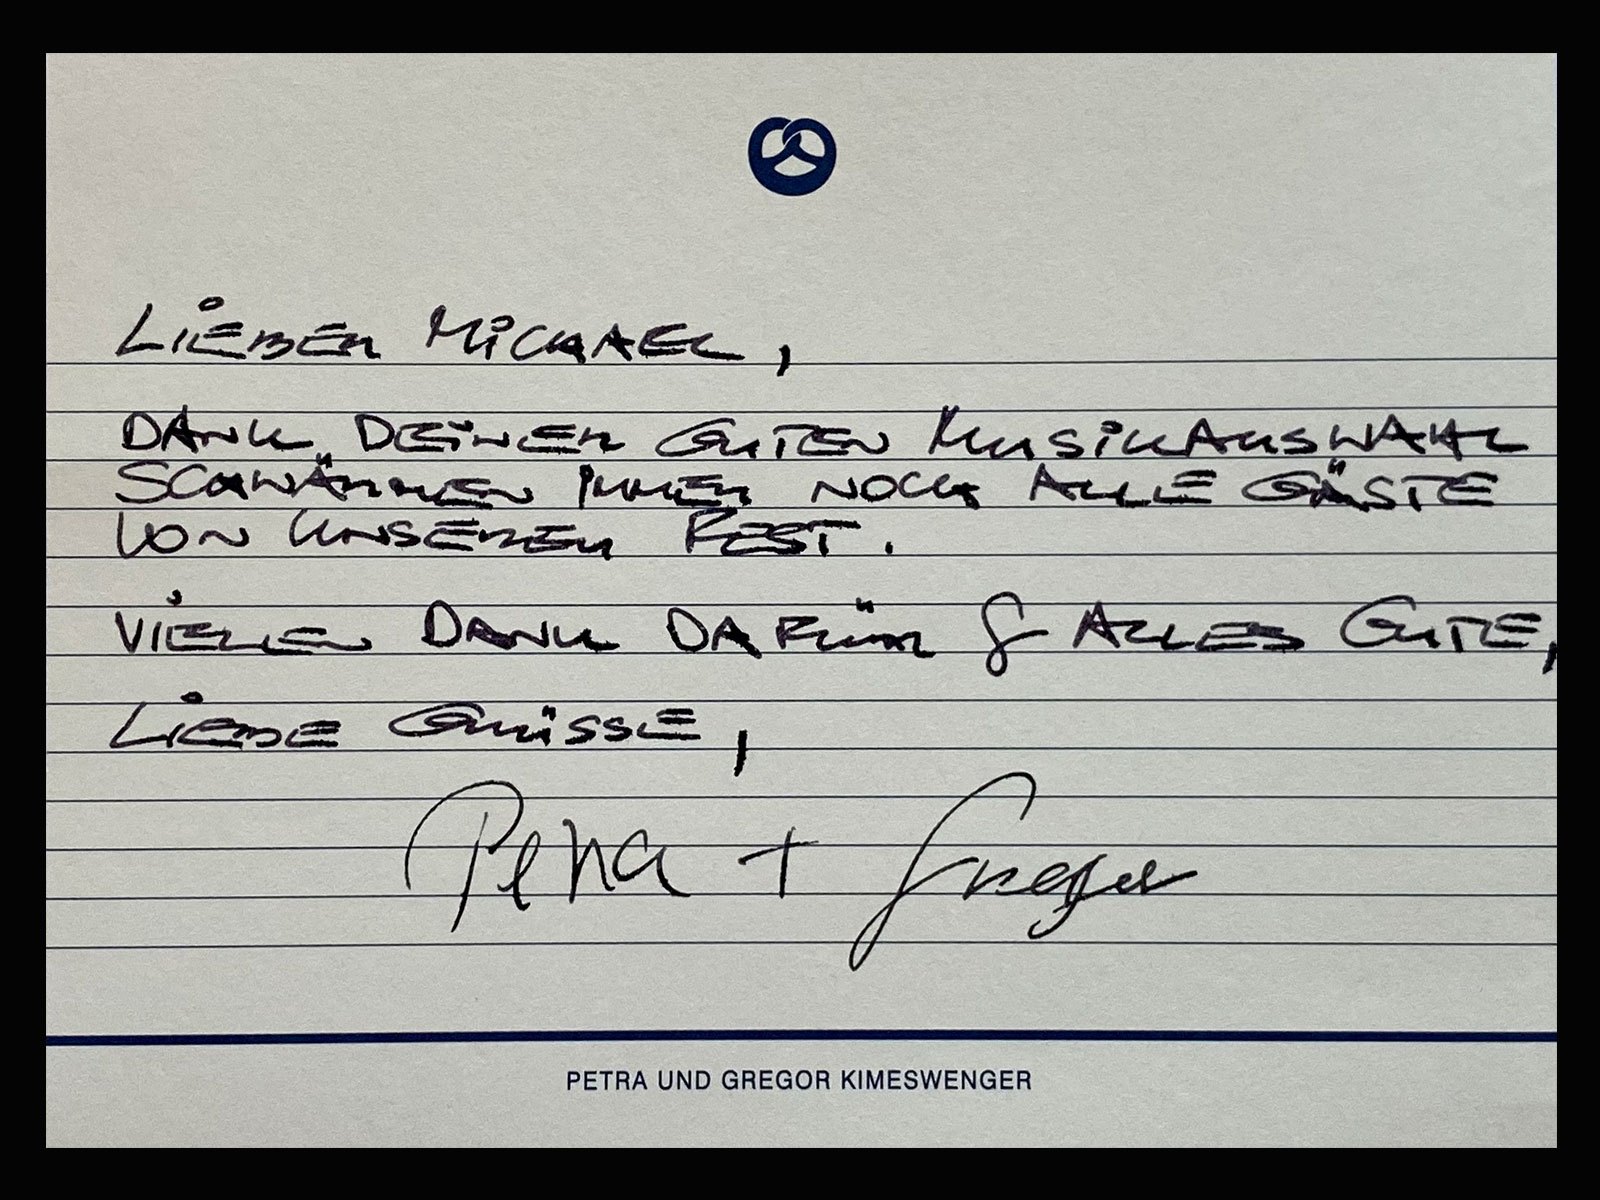 LIEBER MICHAEL,
DANK DEINER GUTEN MUSIKAUSWAHL
SCHWÄRMEN IMMER NOCH ALLE GÄSTE
VON UNSEREM FEST.
VIELEN DANK DAFÜR & ALLES GUTE,
LIEBE GRÜSSE,
Petra + Gregor
PETRA UND GREGOR KIMESWENGER